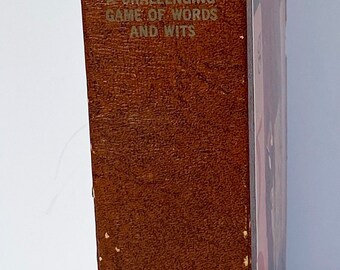 A CHALLENGING
GAME OF WORDS
AND WITS